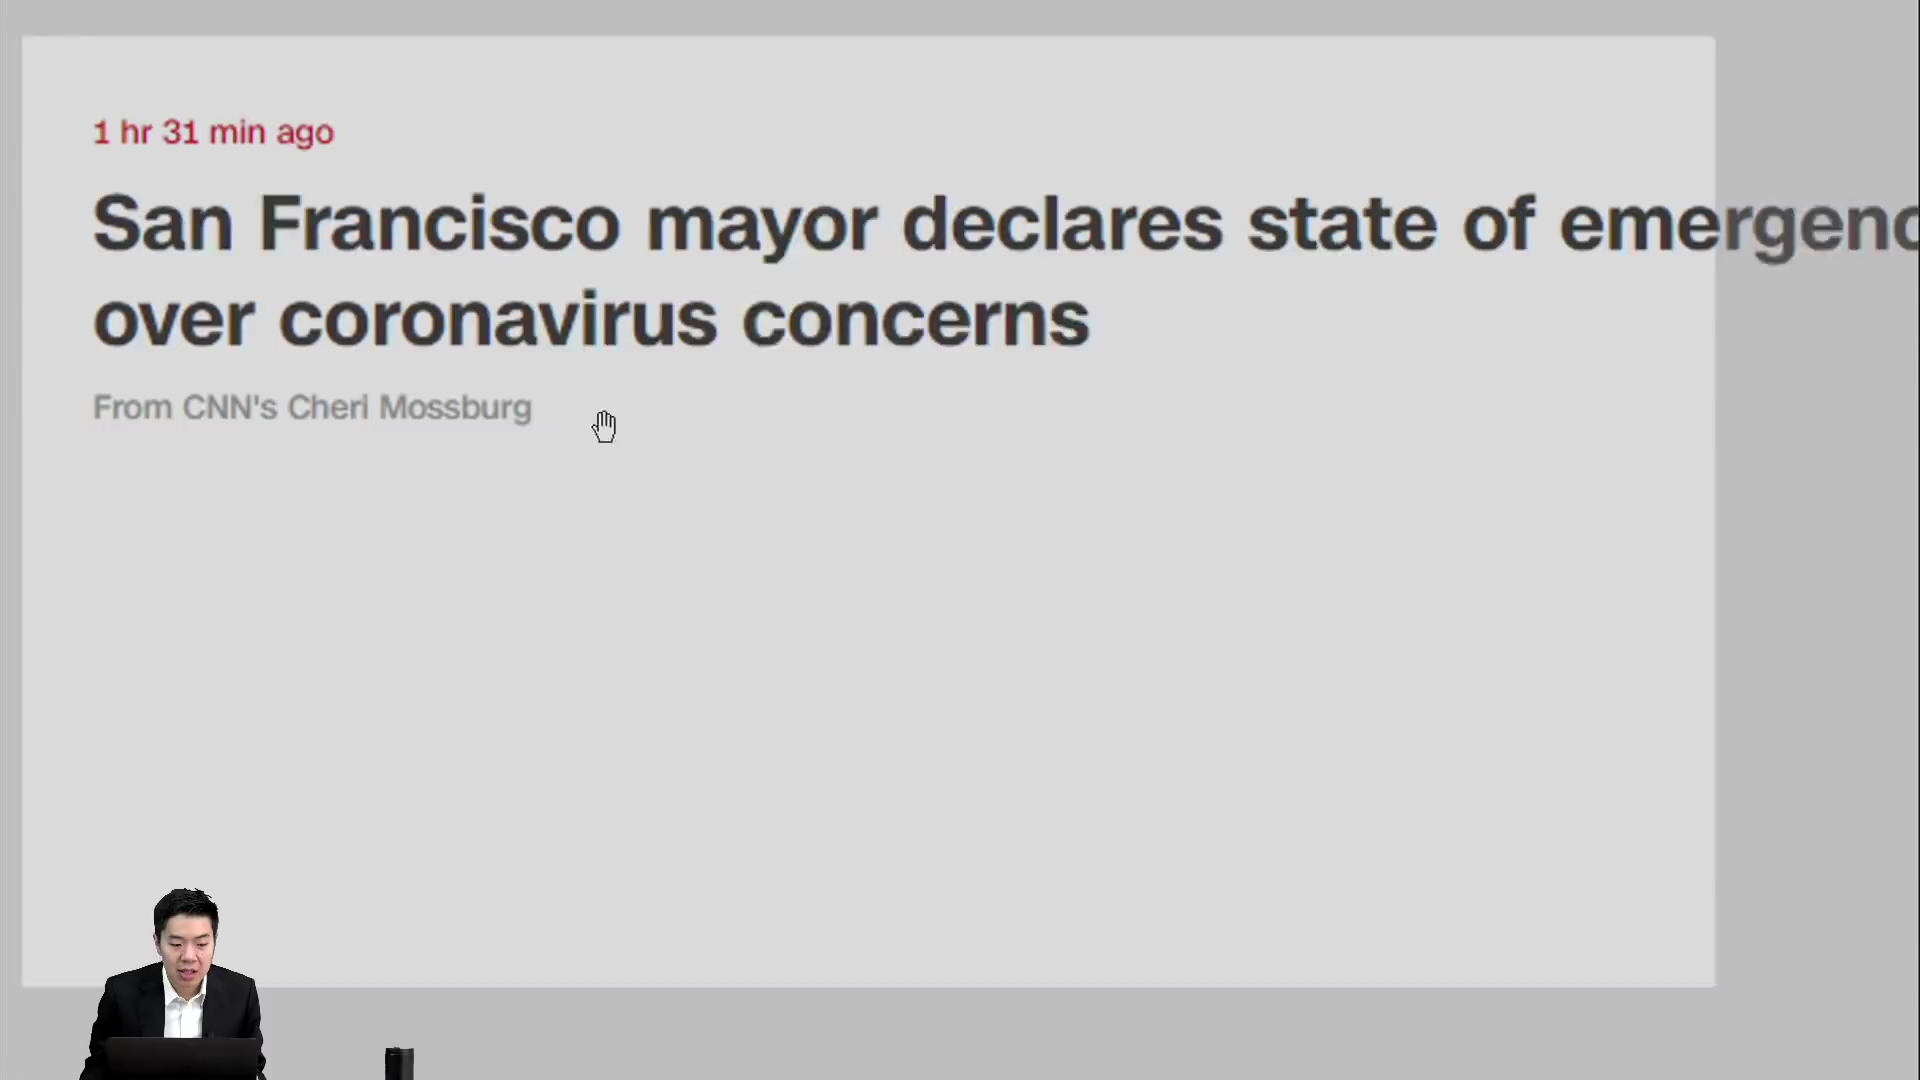 1 hr 31 min ago
San Francisco mayor declares state of emergenc
over coronavirus concerns
From CNN's Cheri Mossburg